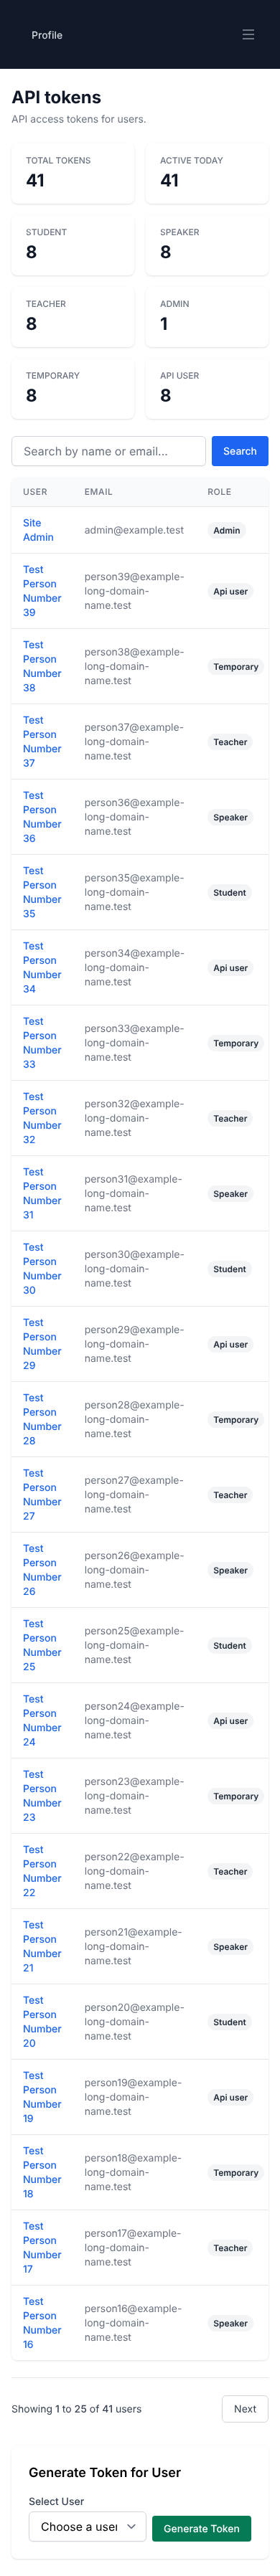 Profile
API tokens
API access tokens for users.
TOTAL TOKENS
41
ACTIVE TODAY
41
STUDENT
8
SPEAKER
8
TEACHER
8
ADMIN
1
TEMPORARY
8
API USER
8
Search by name or email...
Search
USER EMAIL ROLE
Site
Admin
admin@example.test
Admin
Test
Person
Number
39
person39@example-
long-domain-
name.test
Api user
Test
Person
Number
38
person38@example-
long-domain-
name.test
Temporary
Test
Person
Number
37
person37@example-
long-domain-
name.test
Teacher
Test
Person
Number
36
person36@example-
long-domain-
name.test
Speaker
Test
Person
Number
35
person35@example-
long-domain-
name.test
Student
Test
Person
Number
34
person34@example-
long-domain-
name.test
Api user
Test
Person
Number
33
person33@example-
long-domain-
name.test
Temporary
Test
Person
Number
32
person32@example-
long-domain-
name.test
Teacher
Test
Person
Number
31
person31@example-
long-domain-
name.test
Speaker
Test
Person
Number
30
person30@example-
long-domain-
name.test
Student
Test
Person
Number
29
person29@example-
long-domain-
name.test
Api user
Test
Person
Number
28
person28@example-
long-domain-
name.test
Temporary
Test
Person
Number
27
person27@example-
long-domain-
name.test
Teacher
Test
Person
Number
26
person26@example-
long-domain-
name.test
Speaker
Test
Person
Number
25
person25@example-
long-domain-
name.test
Student
Test
Person
Number
24
person24@example-
long-domain-
name.test
Api user
Test
Person
Number
23
person23@example-
long-domain-
name.test
Temporary
Test
Person
Number
22
person22@example-
long-domain-
name.test
Teacher
Test
Person
Number
21
person21@example-
long-domain-
name.test
Speaker
Test
Person
Number
20
person20@example-
long-domain-
name.test
Student
Test
Person
Number
19
person19@example-
long-domain-
name.test
Api user
Test
Person
Number
18
person18@example-
long-domain-
name.test
Temporary
Test
Person
Number
17
person17@example-
long-domain-
name.test
Teacher
Test
Person
Number
16
person16@example-
long-domain-
name.test
Speaker
Showing 1 to 25 of 41 users
Next
Generate Token for User
Select User
Choose a user
Generate Token